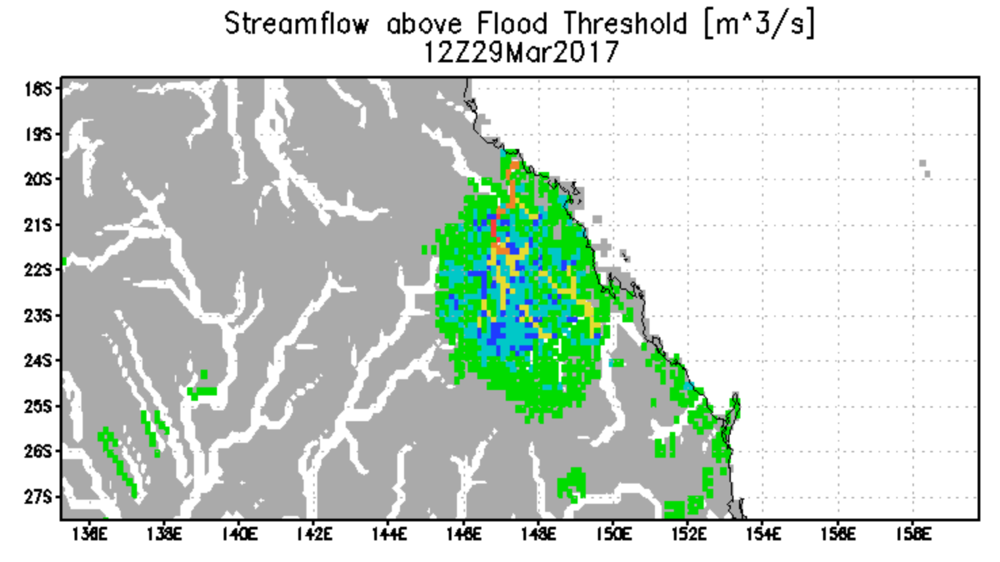 Streamflow above Flood Threshold [m^3/s]
12Z29Mar2017
18S
19S
20S
21S
22S
23S
24S
25S
26S
27S
136E 138E 140E 142E 144E 146E 148E 150E 152E 154E 156E 158E